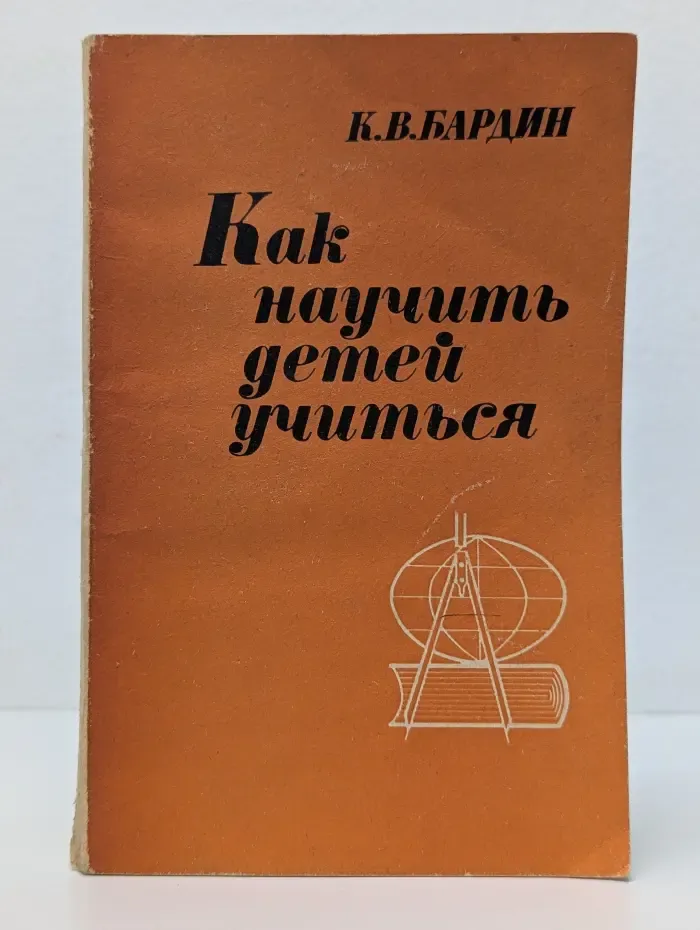 К.В.БАРДИН
Как
научить
детей
учиться